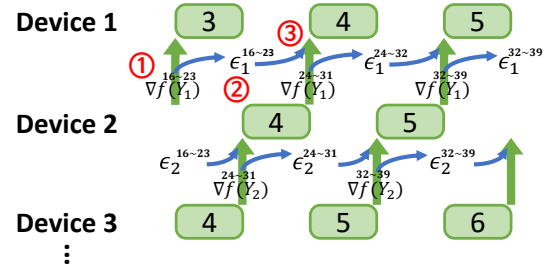 Device 1 3 4 5
① ϵ₁^16~23 ③ ϵ₁^24~32 ϵ₁^32~39
∇f(Y₁)^16~23 ② ∇f(Y₁)^24~31 ∇f(Y₁)^32~39
Device 2 4 5
ϵ₂^16~23 ϵ₂^24~31 ϵ₂^32~39
∇f(Y₂)^24~31 ∇f(Y₂)^32~39
Device 3 4 5 6
⋮